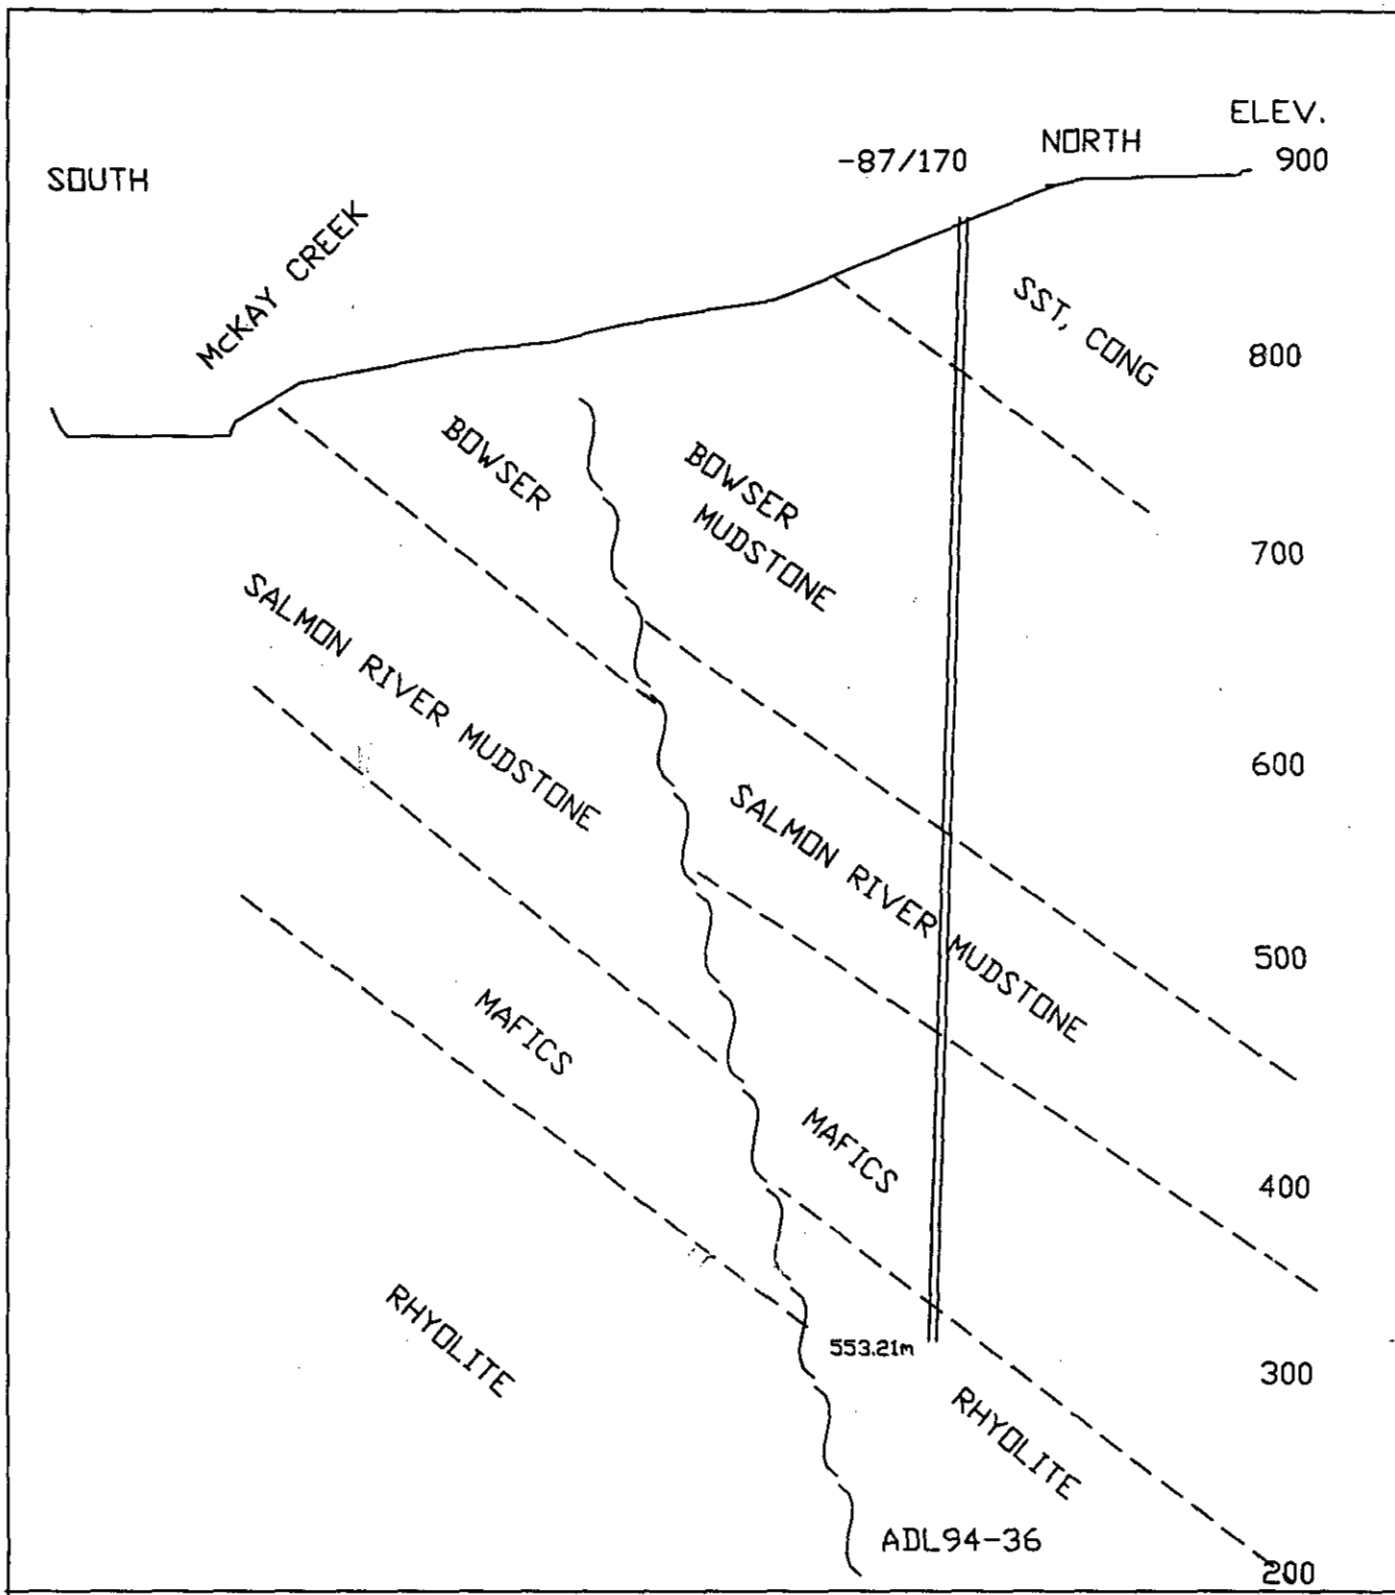 ELEV.
NORTH
900
-87/170
SOUTH
McKAY CREEK
SST, CONG
800
BOWSER
BOWSER
MUDSTONE
700
SALMON RIVER MUDSTONE
600
SALMON RIVER MUDSTONE
500
MAFICS
MAFICS
400
RHYOLITE
553.21m
300
RHYOLITE
ADL94-36
200